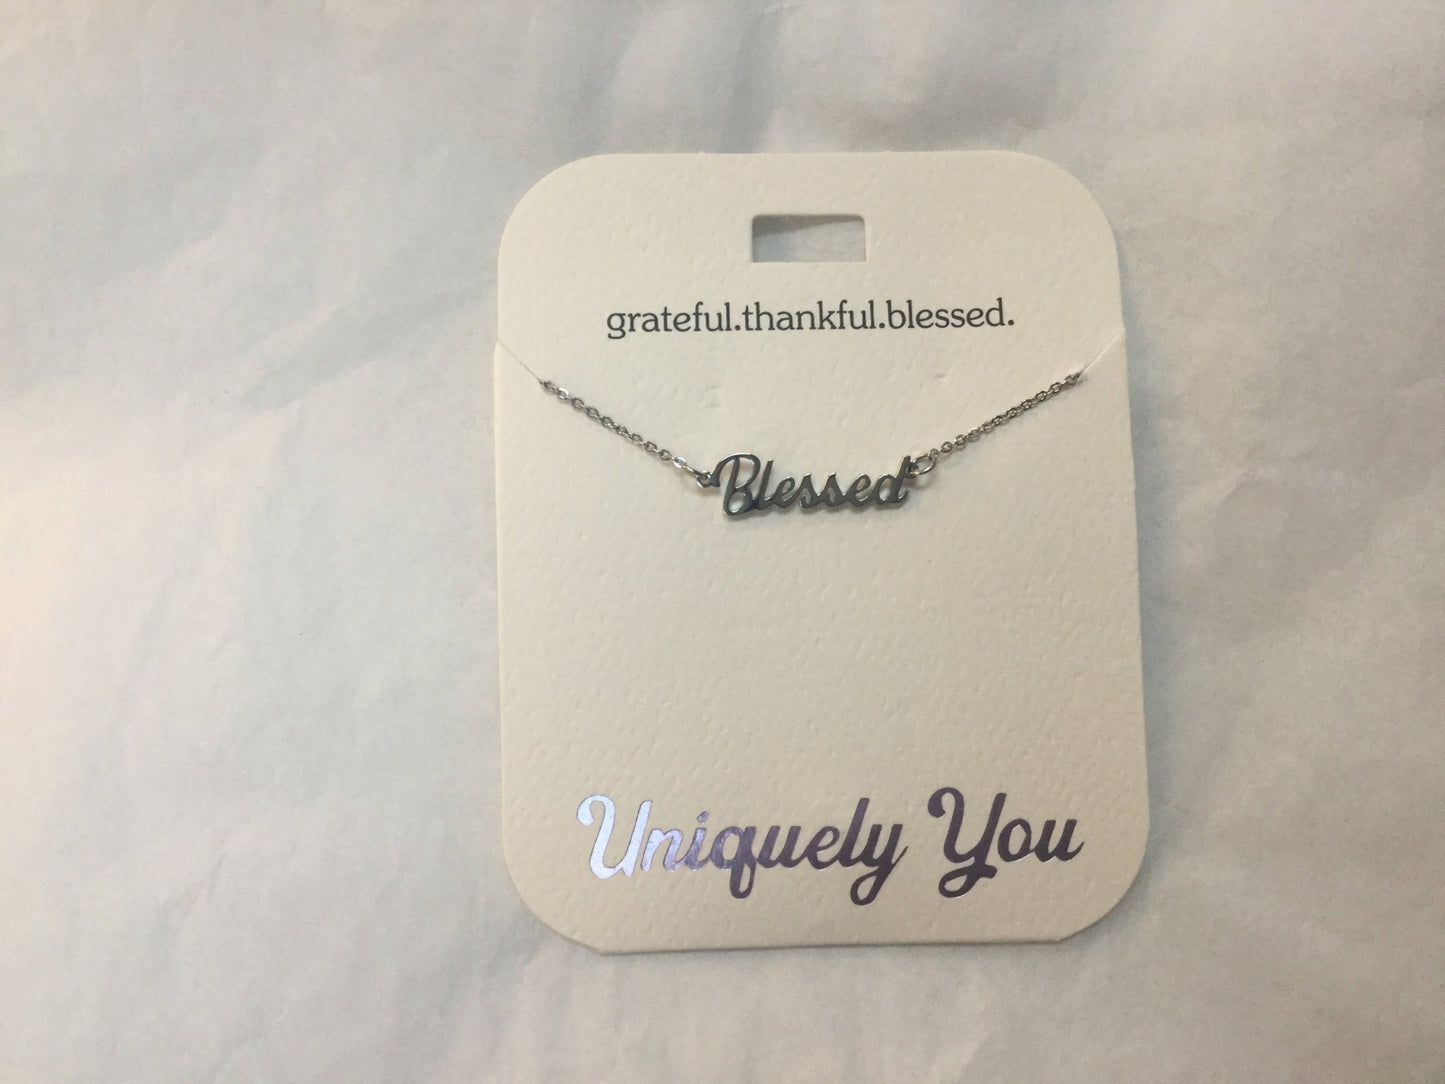 grateful.thankful.blessed.
Blessed
Uniquely You